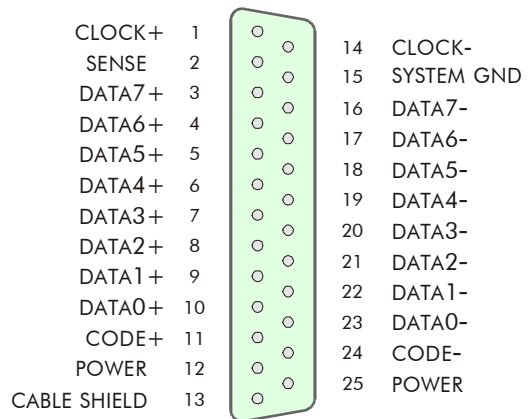 CLOCK+ 1
SENSE 2
DATA7+ 3
DATA6+ 4
DATA5+ 5
DATA4+ 6
DATA3+ 7
DATA2+ 8
DATA1+ 9
DATA0+ 10
CODE+ 11
POWER 12
CABLE SHIELD 13
14 CLOCK-
15 SYSTEM GND
16 DATA7-
17 DATA6-
18 DATA5-
19 DATA4-
20 DATA3-
21 DATA2-
22 DATA1-
23 DATA0-
24 CODE-
25 POWER